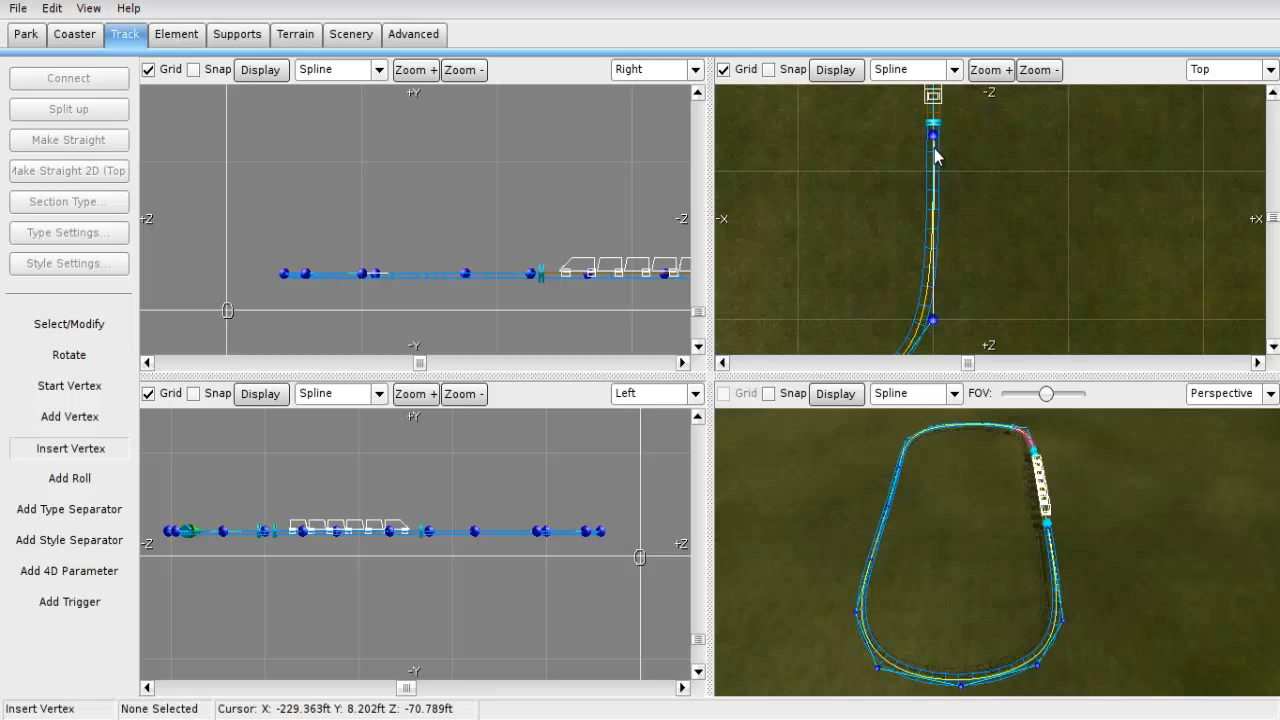 File Edit View Help
Park Coaster Track Element Supports Terrain Scenery Advanced
Connect
Split up
Make Straight
Make Straight 2D (Top
Section Type...
Type Settings...
Style Settings...
Select/Modify
Rotate
Start Vertex
Add Vertex
Insert Vertex
Add Roll
Add Type Separator
Add Style Separator
Add 4D Parameter
Add Trigger
Grid Snap Display Spline Zoom + Zoom - Right
+Y
+Z -Z
-Y
Grid Snap Display Spline Zoom + Zoom - Top
-Z
-X +X
+Z
Grid Snap Display Spline Zoom + Zoom - Left
+Y
-Z +Z
-Y
Grid Snap Display Spline FOV: Perspective
Insert Vertex None Selected Cursor: X: -229.363ft Y: 8.202ft Z: -70.789ft